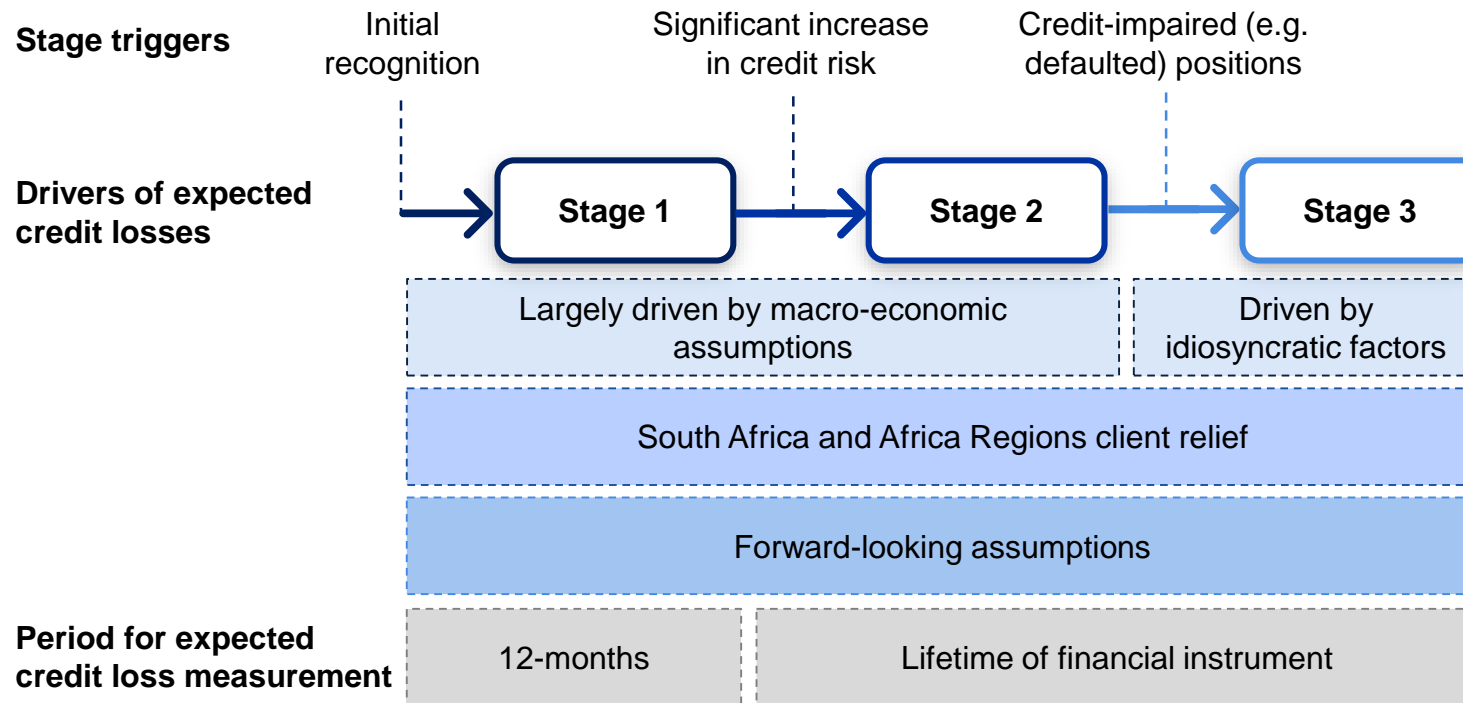 Stage triggers
Initial
recognition
Significant increase
in credit risk
Credit-impaired (e.g.
defaulted) positions
Drivers of expected
credit losses
Stage 1
Stage 2
Stage 3
Largely driven by macro-economic
assumptions
Driven by
idiosyncratic factors
South Africa and Africa Regions client relief
Forward-looking assumptions
Period for expected
credit loss measurement
12-months
Lifetime of financial instrument